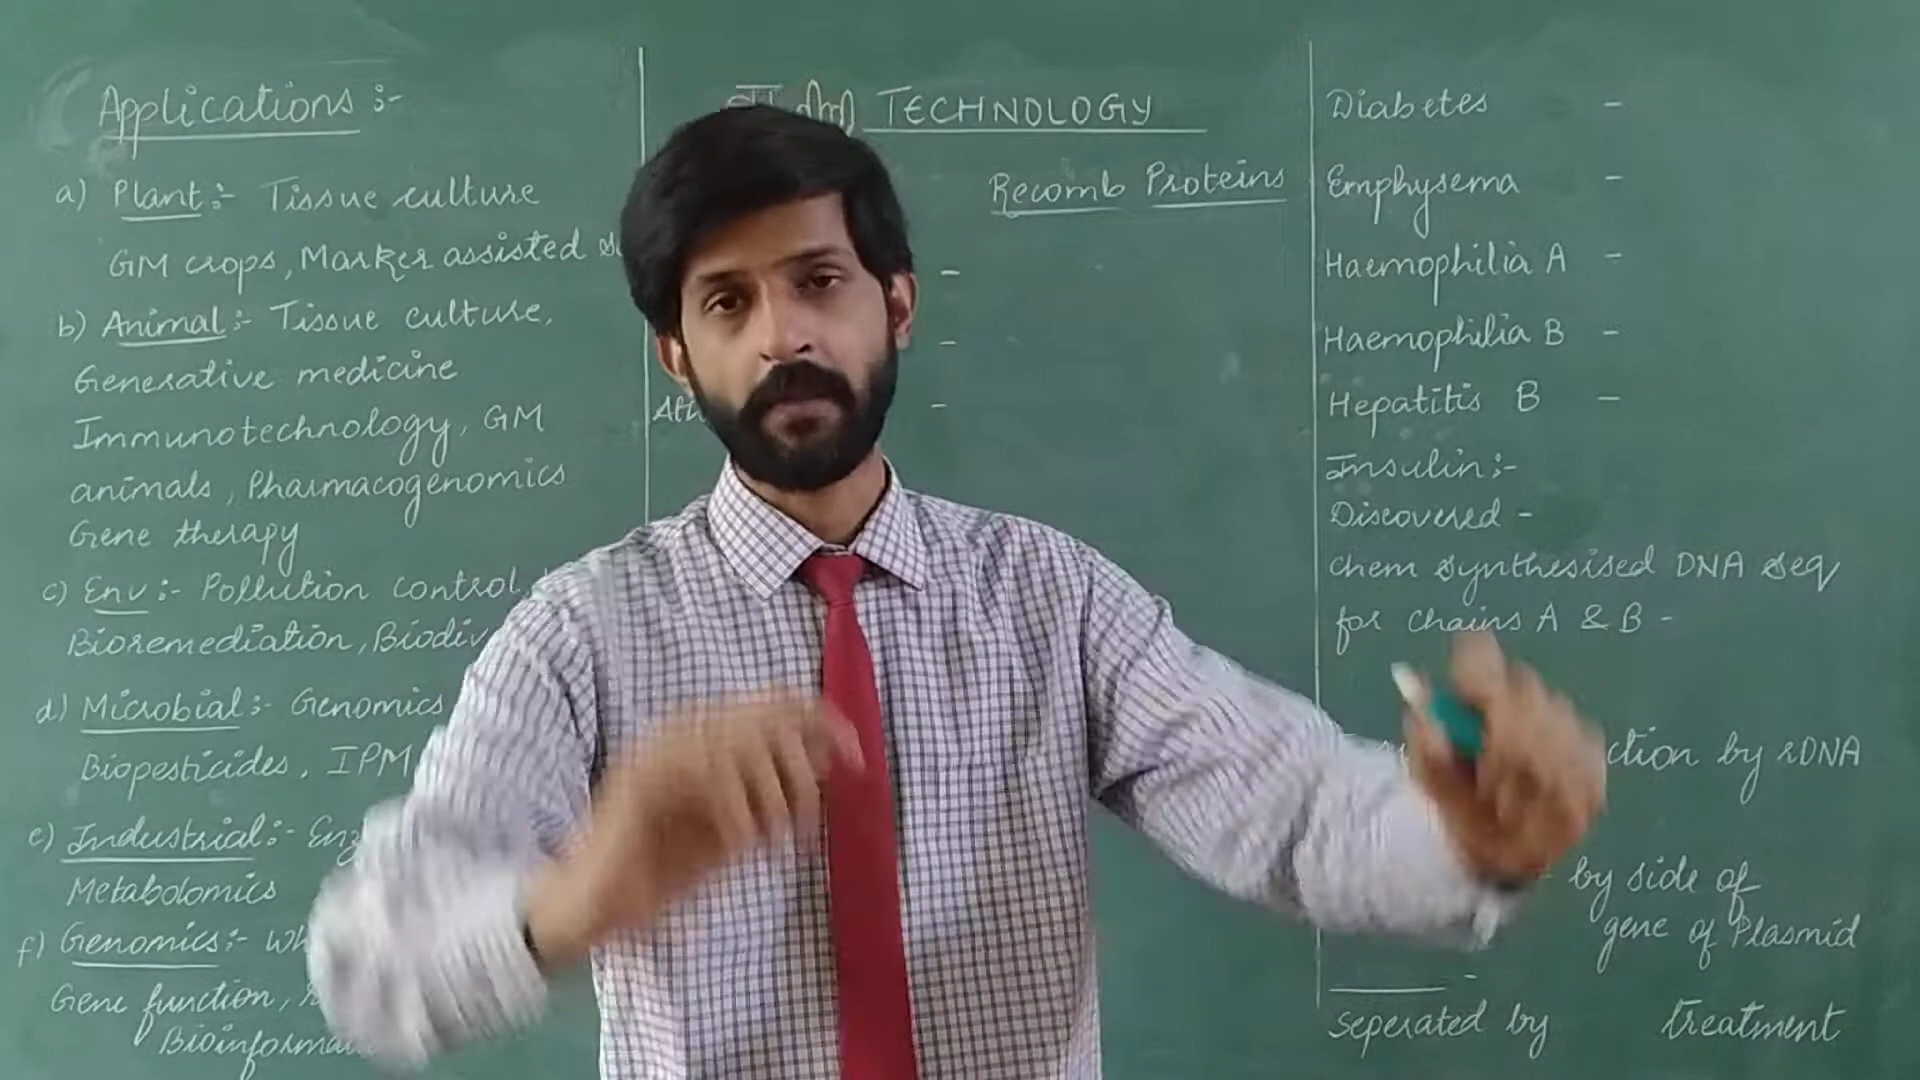 Applications :-
a) Plant :- Tissue culture
GM crops, Marker assisted
b) Animal :- Tissue culture,
Generative medicine
Immunotechnology, GM
animals, Pharmacogenomics
Gene therapy
c) Env :- Pollution control,
Bioremediation, Biodiv
d) Microbial :- Genomics
Biopesticides, IPM
e) Industrial :- Enz
Metabolomics
f) Genomics :- Wh
Gene function,
Bioinforma
TECHNOLOGY
Recomb Proteins
-
-
-
Diabetes -
Emphysema -
Haemophilia A -
Haemophilia B -
Hepatitis B -
Insulin :-
Discovered -
chem synthesised DNA seq
for chains A & B -
ction by rDNA
by side of
gene of Plasmid
-
seperated by treatment